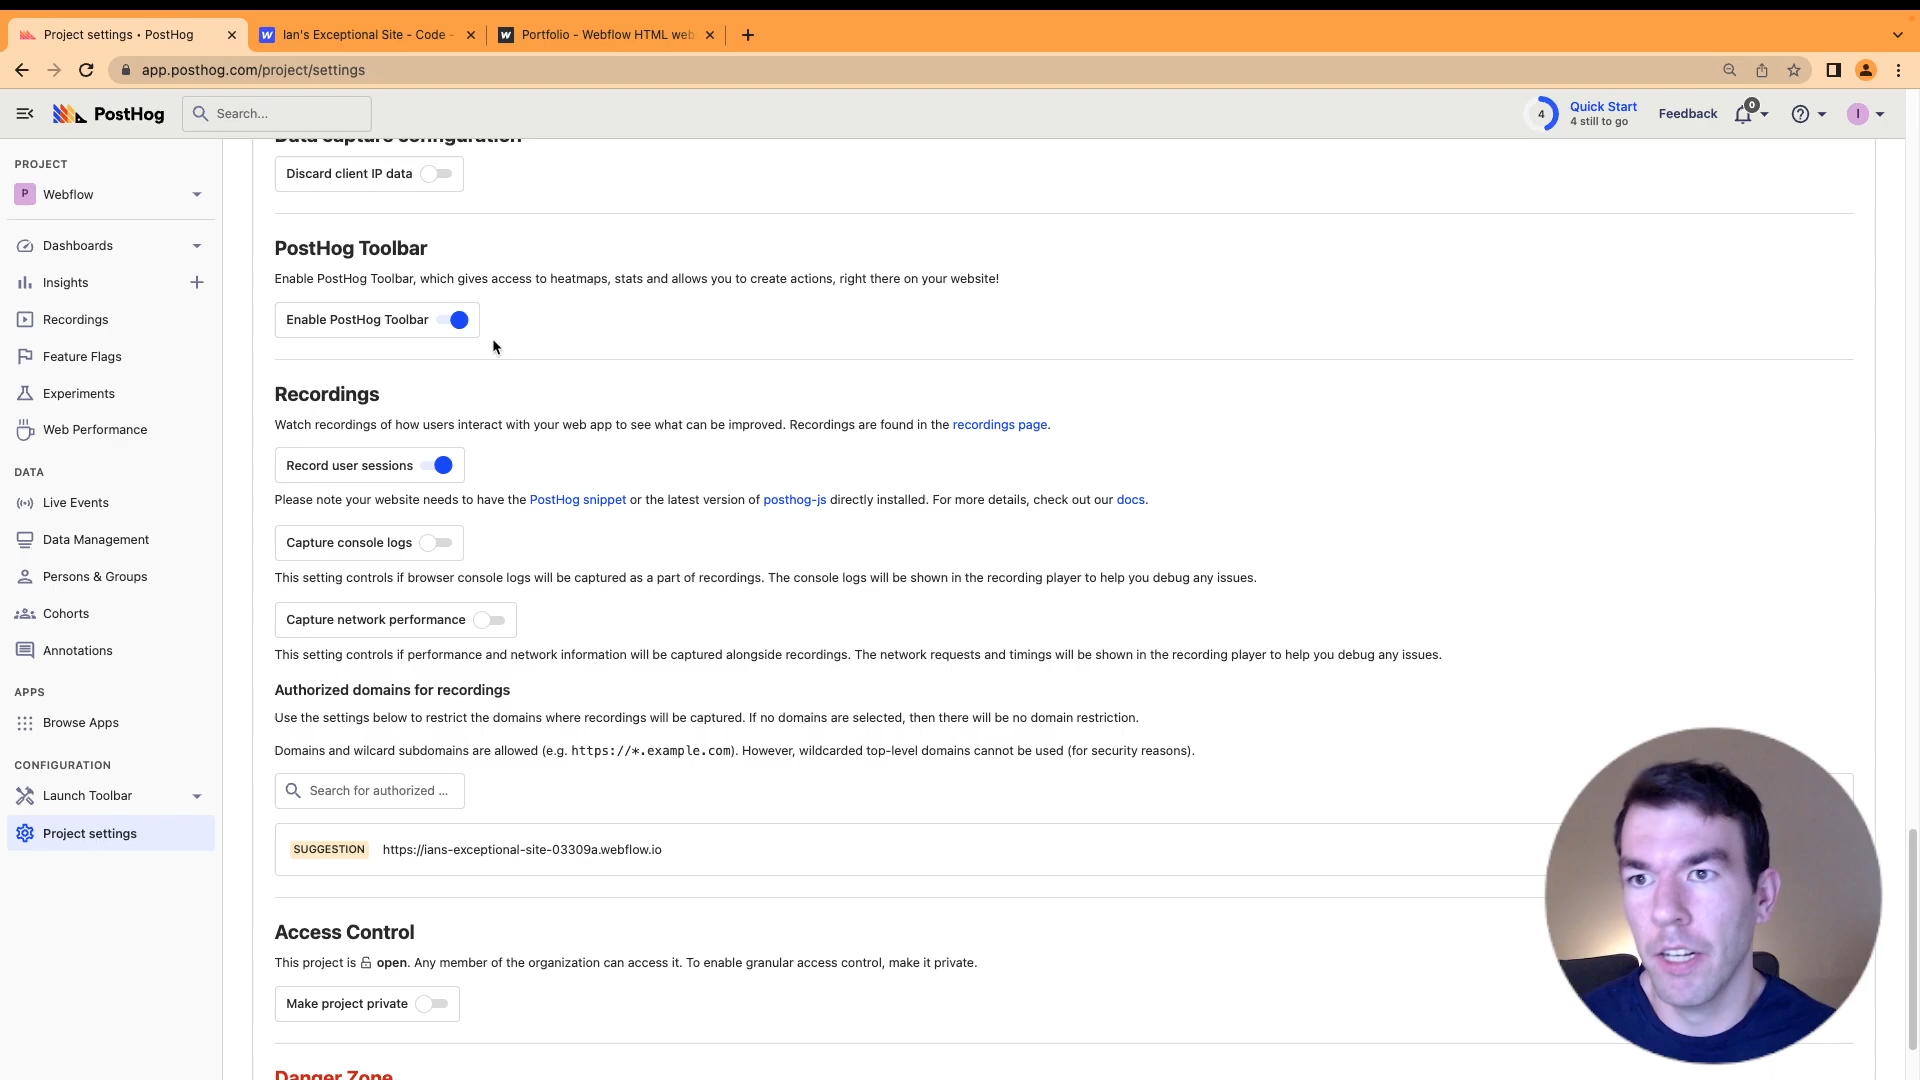 Project settings • PostHog
Ian's Exceptional Site - Code -
Portfolio - Webflow HTML web
app.posthog.com/project/settings
PostHog
Search...
4
Quick Start
4 still to go
Feedback
0
I
PROJECT
P
Webflow
Dashboards
Insights
Recordings
Feature Flags
Experiments
Web Performance
DATA
Live Events
Data Management
Persons & Groups
Cohorts
Annotations
APPS
Browse Apps
CONFIGURATION
Launch Toolbar
Project settings
Data capture configuration
Discard client IP data
PostHog Toolbar
Enable PostHog Toolbar, which gives access to heatmaps, stats and allows you to create actions, right there on your website!
Enable PostHog Toolbar
Recordings
Watch recordings of how users interact with your web app to see what can be improved. Recordings are found in the recordings page.
Record user sessions
Please note your website needs to have the PostHog snippet or the latest version of posthog-js directly installed. For more details, check out our docs.
Capture console logs
This setting controls if browser console logs will be captured as a part of recordings. The console logs will be shown in the recording player to help you debug any issues.
Capture network performance
This setting controls if performance and network information will be captured alongside recordings. The network requests and timings will be shown in the recording player to help you debug any issues.
Authorized domains for recordings
Use the settings below to restrict the domains where recordings will be captured. If no domains are selected, then there will be no domain restriction.
Domains and wilcard subdomains are allowed (e.g. https://*.example.com). However, wildcarded top-level domains cannot be used (for security reasons).
Search for authorized ...
SUGGESTION https://ians-exceptional-site-03309a.webflow.io
Access Control
This project is open. Any member of the organization can access it. To enable granular access control, make it private.
Make project private
Danger Zone